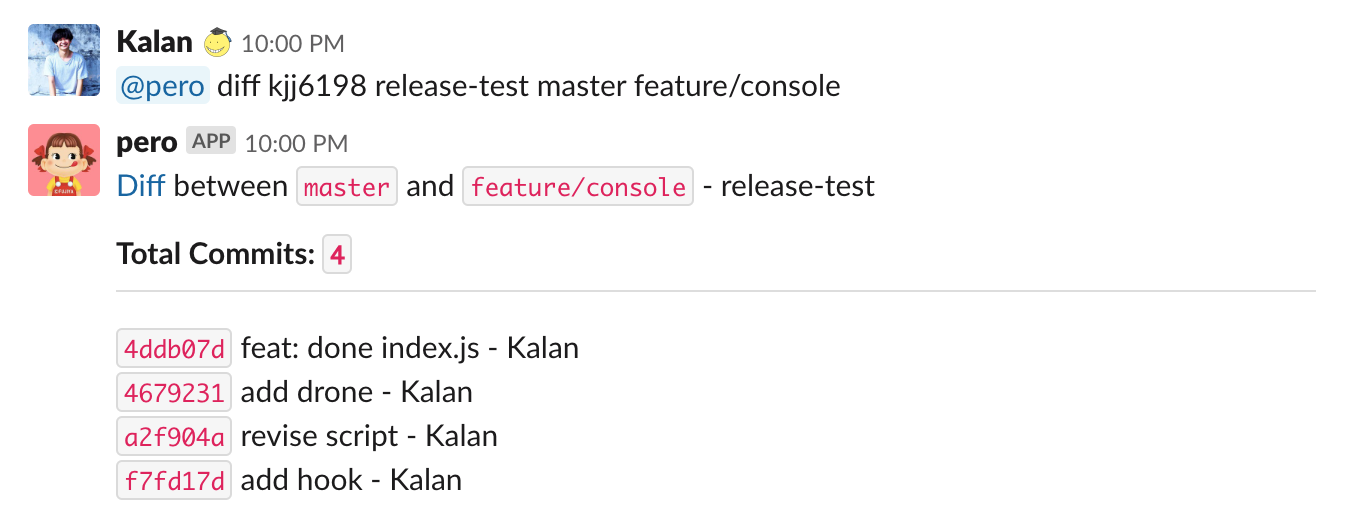 Kalan 10:00 PM
@pero diff kjj6198 release-test master feature/console
pero APP 10:00 PM
Diff between master and feature/console - release-test
Total Commits: 4
4ddb07d feat: done index.js - Kalan
4679231 add drone - Kalan
a2f904a revise script - Kalan
f7fd17d add hook - Kalan